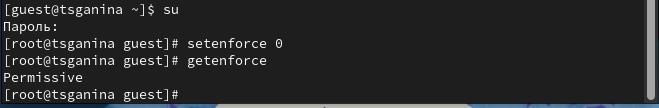 [guest@tsganina ~]$ su
Пароль:
[root@tsganina guest]# setenforce 0
[root@tsganina guest]# getenforce
Permissive
[root@tsganina guest]#